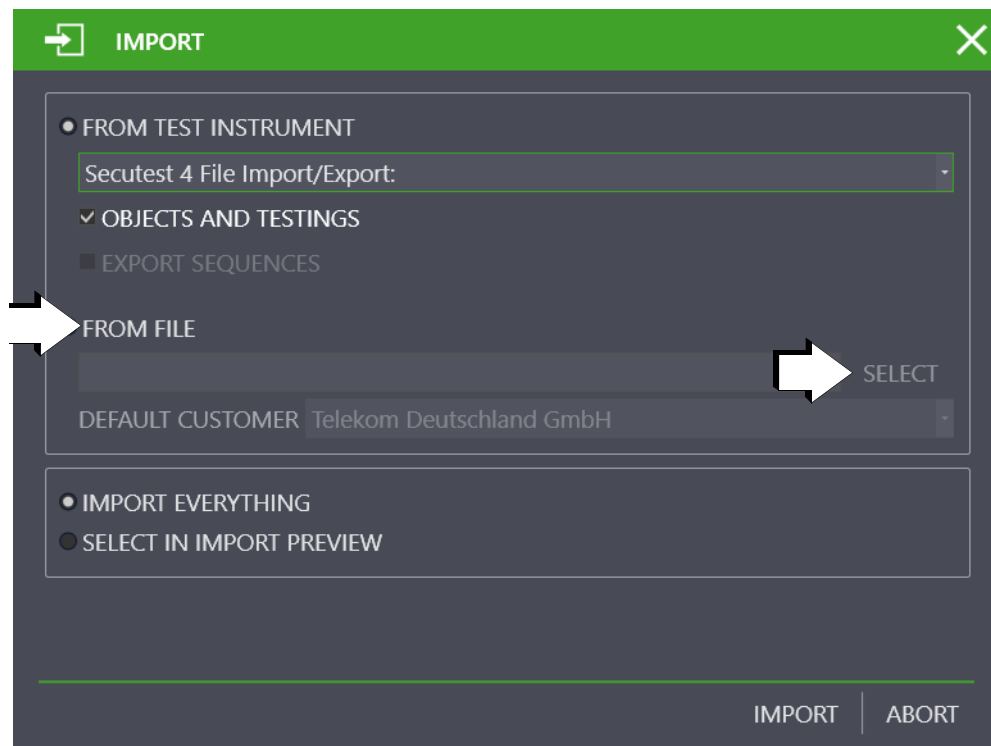 IMPORT
FROM TEST INSTRUMENT
Secutest 4 File Import/Export:
OBJECTS AND TESTINGS
EXPORT SEQUENCES
FROM FILE
SELECT
DEFAULT CUSTOMER Telekom Deutschland GmbH
IMPORT EVERYTHING
SELECT IN IMPORT PREVIEW
IMPORT ABORT